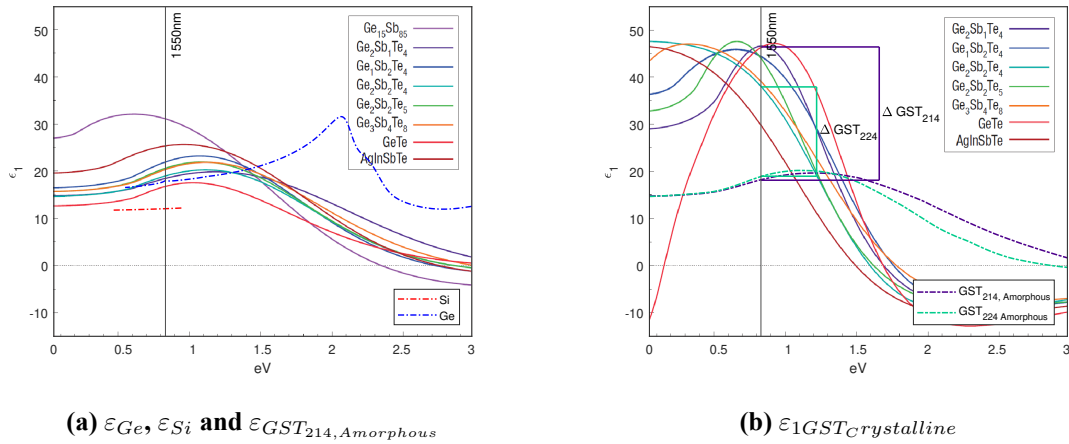 50
40
30
20
10
0
-10
ε1
0
0.5
1
1.5
2
2.5
3
eV
1550nm
Ge15Sb85
Ge2Sb1Te4
Ge1Sb2Te4
Ge2Sb2Te4
Ge2Sb2Te5
Ge3Sb4Te8
GeTe
AgInSbTe
Si
Ge
(a) εGe, εSi and εGST214,Amorphous
50
40
30
20
10
0
-10
ε1
0
0.5
1
1.5
2
2.5
3
eV
1550nm
Ge2Sb1Te4
Ge1Sb2Te4
Ge2Sb2Te4
Ge2Sb2Te5
Ge3Sb4Te8
GeTe
AgInSbTe
Δ GST214
Δ GST224
GST214, Amorphous
GST224 Amorphous
(b) ε1GSTCrystalline